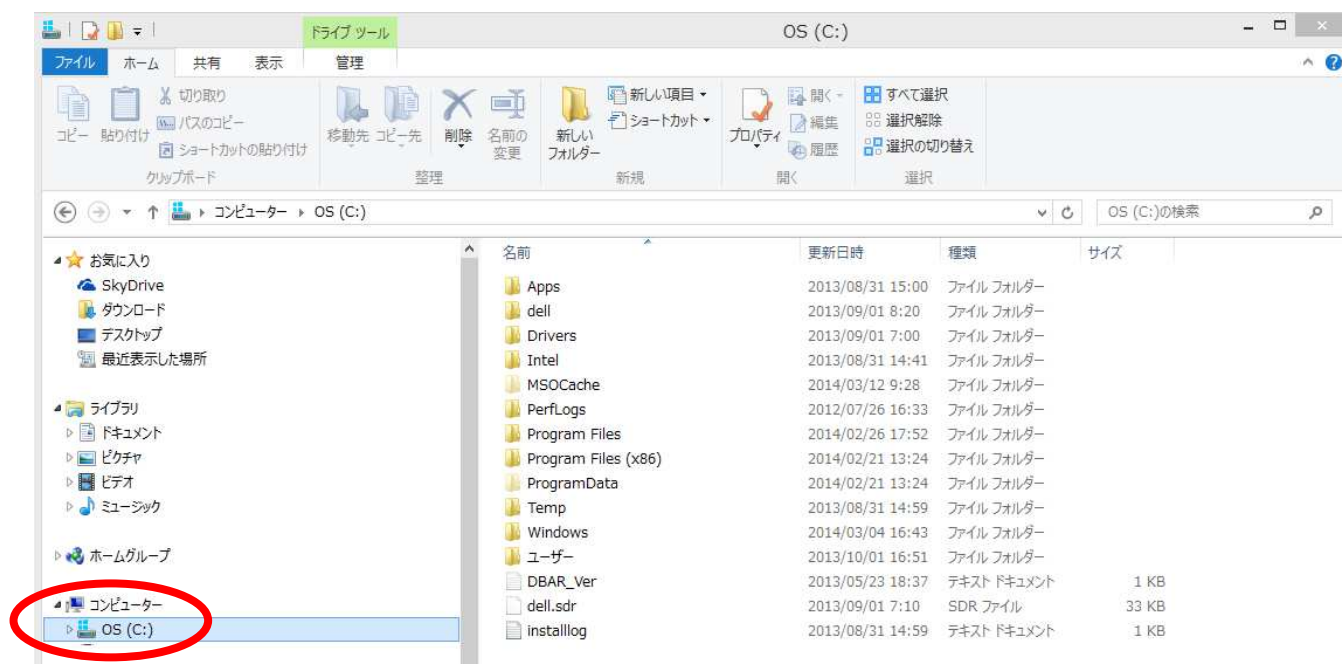 ドライブ ツール
OS (C:)
ファイル ホーム 共有 表示 管理
コピー
貼り付け
切り取り
パスのコピー
ショートカットの貼り付け
クリップボード
移動先
コピー先
削除
名前の
変更
整理
新しい
フォルダー
新しい項目
ショートカット
新規
プロパティ
開く
編集
履歴
開く
すべて選択
選択解除
選択の切り替え
選択
コンピューター OS (C:)
OS (C:)の検索
お気に入り
SkyDrive
ダウンロード
デスクトップ
最近表示した場所
ライブラリ
ドキュメント
ピクチャ
ビデオ
ミュージック
ホームグループ
コンピューター
OS (C:)
名前 更新日時 種類 サイズ
Apps 2013/08/31 15:00 ファイル フォルダー
dell 2013/09/01 8:20 ファイル フォルダー
Drivers 2013/09/01 7:00 ファイル フォルダー
Intel 2013/08/31 14:41 ファイル フォルダー
MSOCache 2014/03/12 9:28 ファイル フォルダー
PerfLogs 2012/07/26 16:33 ファイル フォルダー
Program Files 2014/02/26 17:52 ファイル フォルダー
Program Files (x86) 2014/02/21 13:24 ファイル フォルダー
ProgramData 2014/02/21 13:24 ファイル フォルダー
Temp 2013/08/31 14:59 ファイル フォルダー
Windows 2014/03/04 16:43 ファイル フォルダー
ユーザー 2013/10/01 16:51 ファイル フォルダー
DBAR_Ver 2013/05/23 18:37 テキスト ドキュメント 1 KB
dell.sdr 2013/09/01 7:10 SDR ファイル 33 KB
installlog 2013/08/31 14:59 テキスト ドキュメント 1 KB